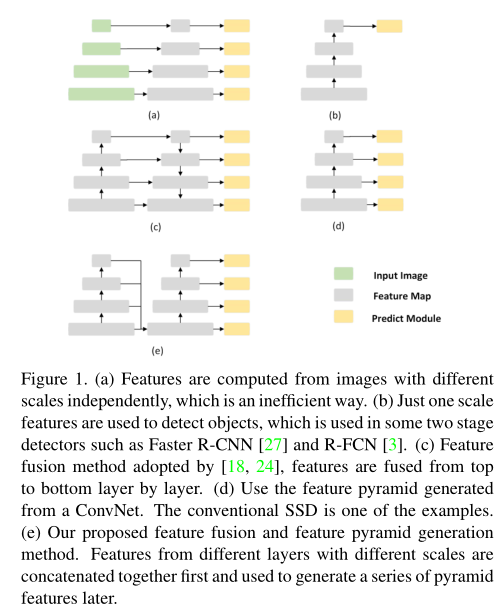 (a)
(b)
(c)
(d)
(e)
Input Image
Feature Map
Predict Module
Figure 1. (a) Features are computed from images with different
scales independently, which is an inefficient way. (b) Just one scale
features are used to detect objects, which is used in some two stage
detectors such as Faster R-CNN [27] and R-FCN [3]. (c) Feature
fusion method adopted by [18, 24], features are fused from top
to bottom layer by layer. (d) Use the feature pyramid generated
from a ConvNet. The conventional SSD is one of the examples.
(e) Our proposed feature fusion and feature pyramid generation
method. Features from different layers with different scales are
concatenated together first and used to generate a series of pyramid
features later.